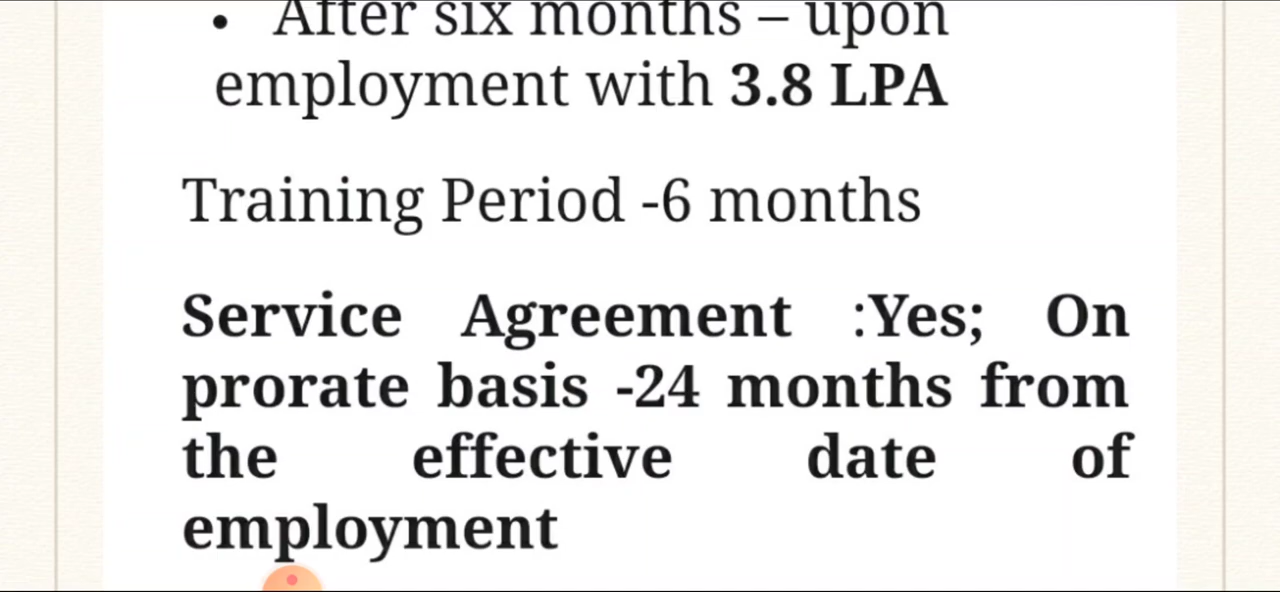 • After six months – upon
employment with 3.8 LPA
Training Period -6 months
Service Agreement :Yes; On
prorate basis -24 months from
the effective date of
employment